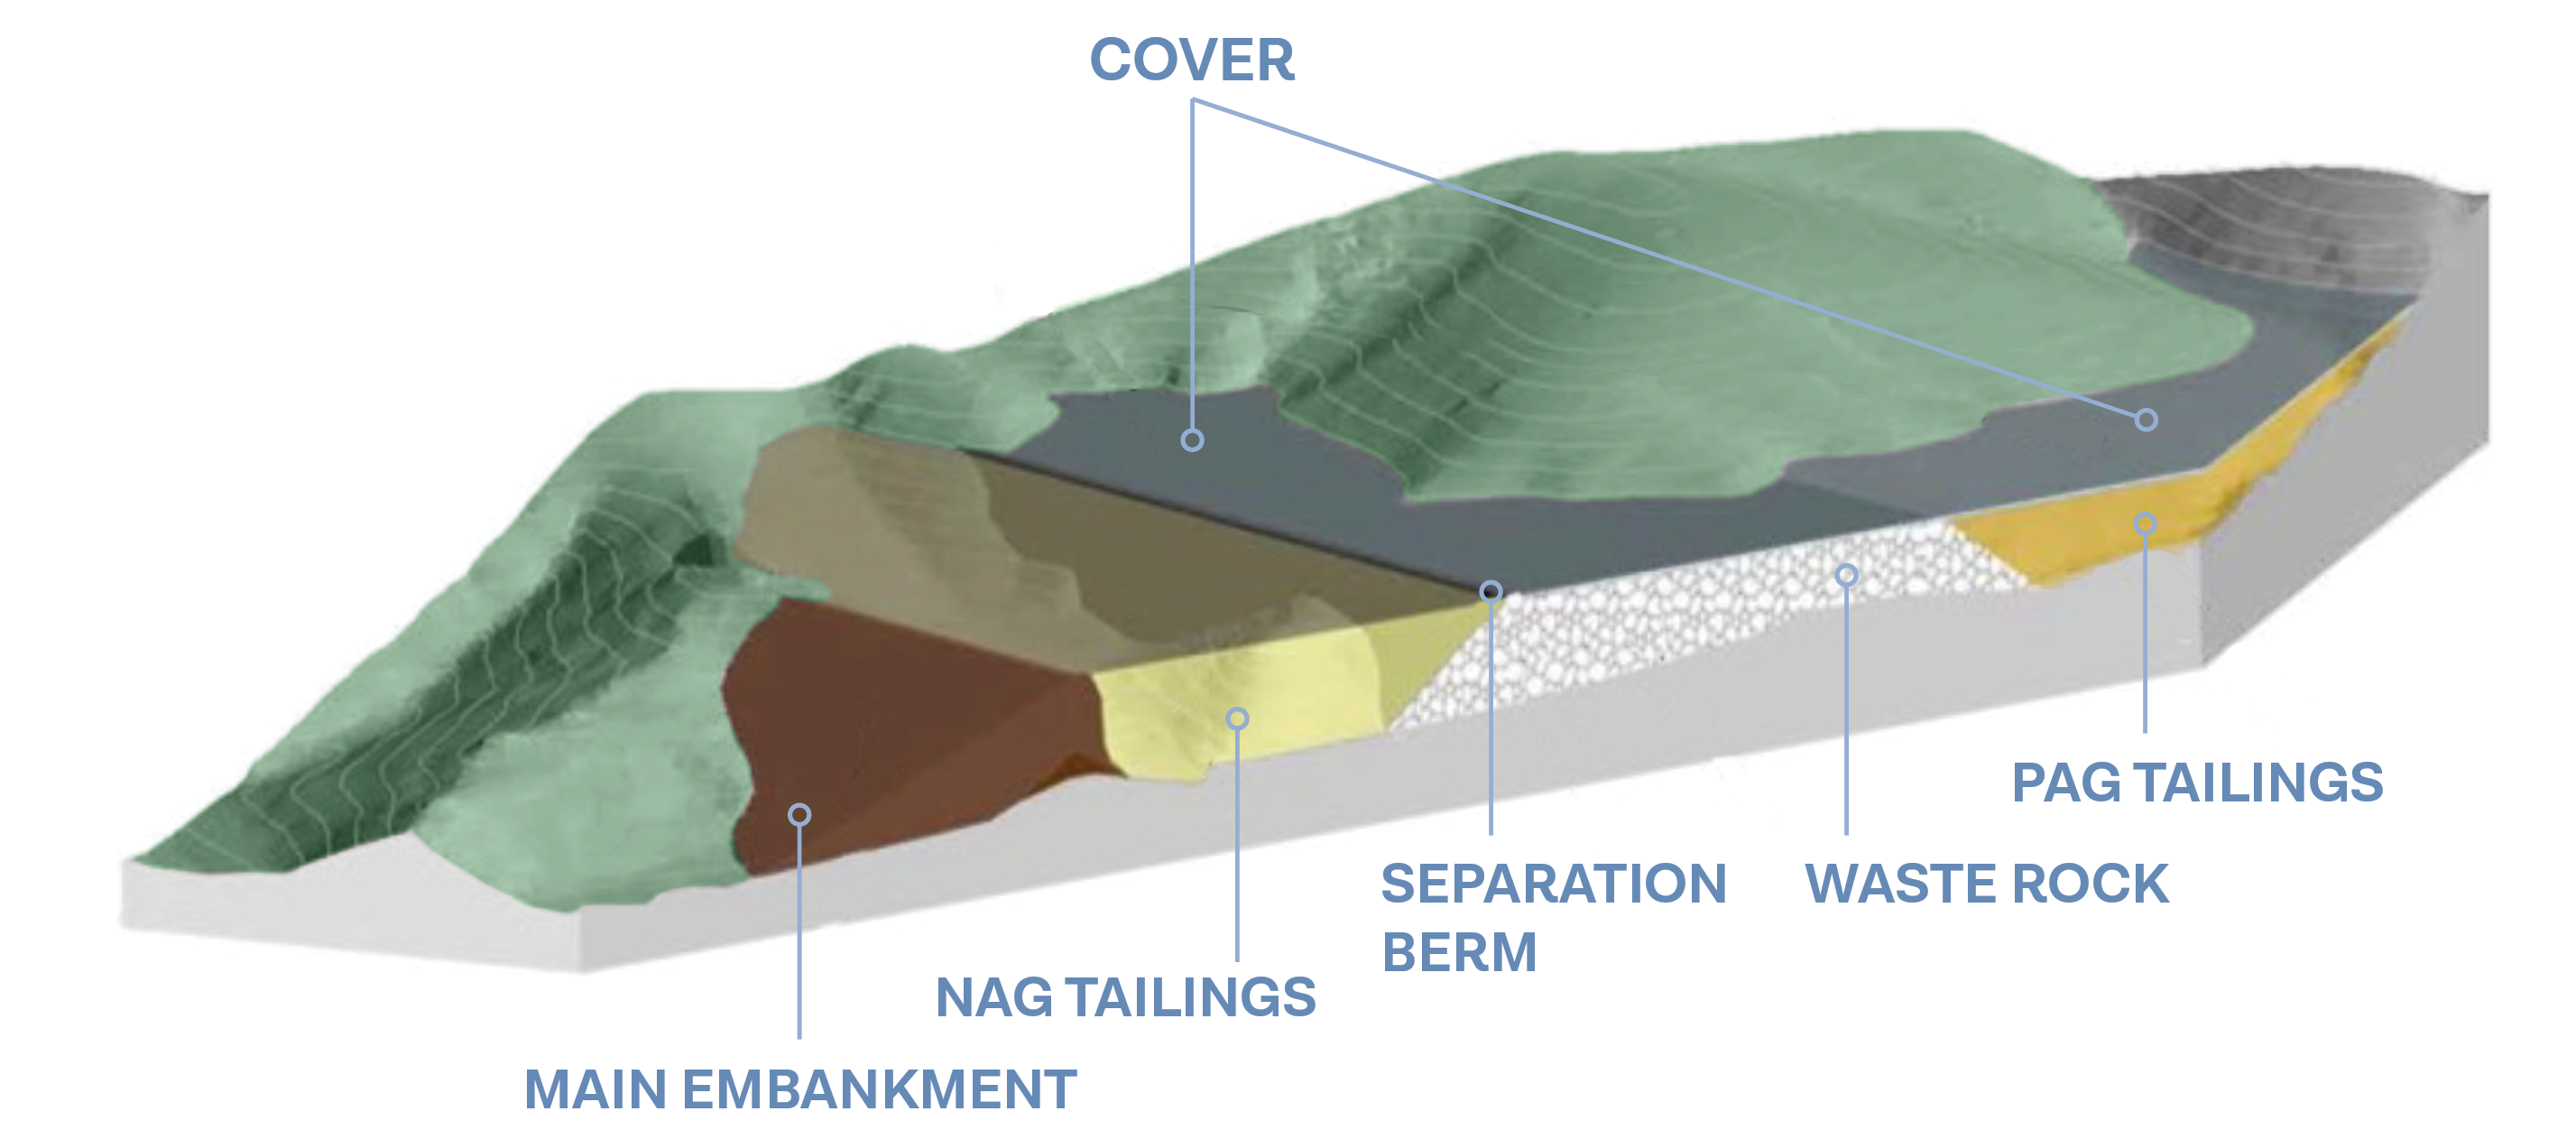 COVER
PAG TAILINGS
SEPARATION
BERM
WASTE ROCK
NAG TAILINGS
MAIN EMBANKMENT